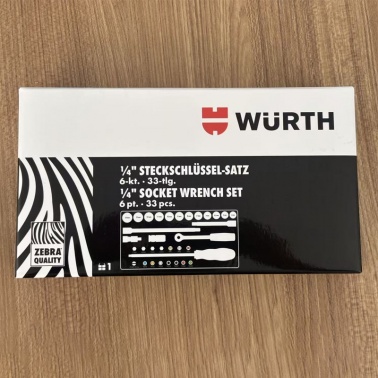 WÜRTH
¼" STECKSCHLÜSSEL-SATZ
6-kt. · 33-tlg.
¼" SOCKET WRENCH SET
6 pt. · 33 pcs.
ZEBRA
QUALITY
1